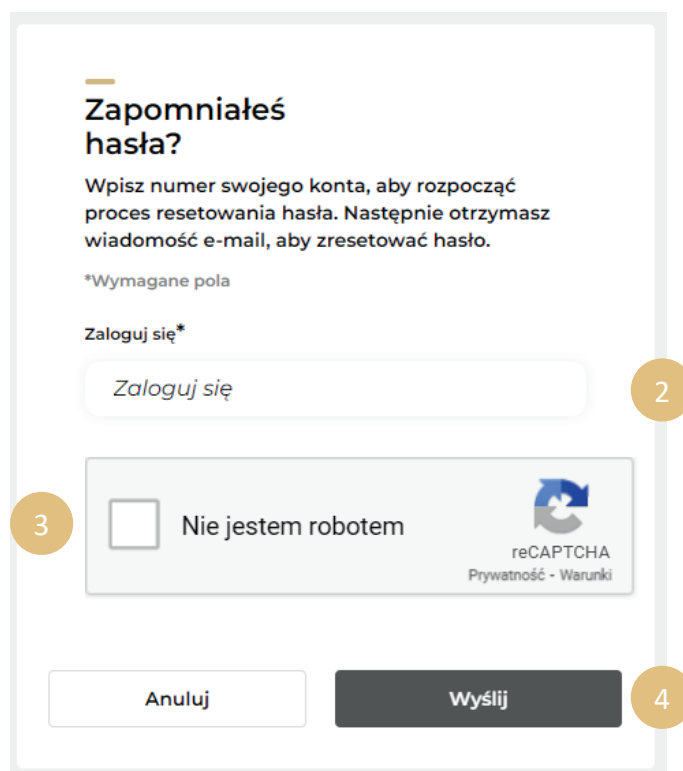 Zapomniałeś
hasła?
Wpisz numer swojego konta, aby rozpocząć
proces resetowania hasła. Następnie otrzymasz
wiadomość e-mail, aby zresetować hasło.
*Wymagane pola
Zaloguj się*
Zaloguj się
2
3
Nie jestem robotem
reCAPTCHA
Prywatność - Warunki
Anuluj
Wyślij
4